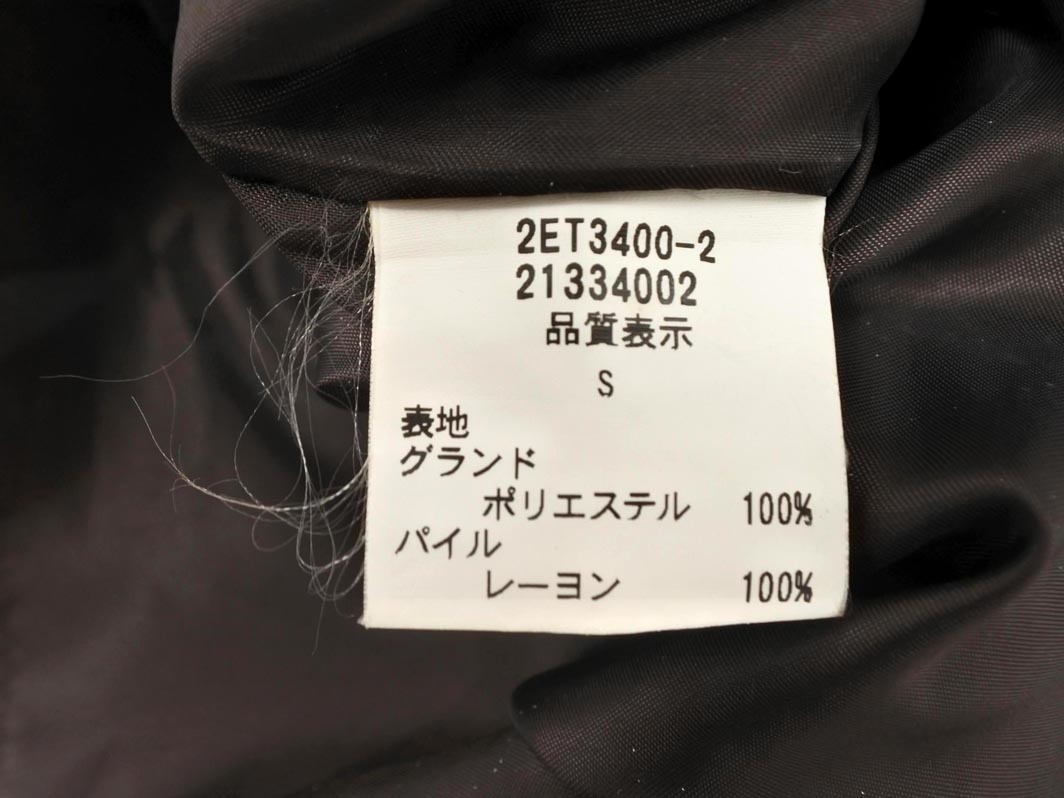 2ET3400-2
21334002
品質表示
S
表地
グランド
ポリエステル 100%
パイル
レーヨン 100%